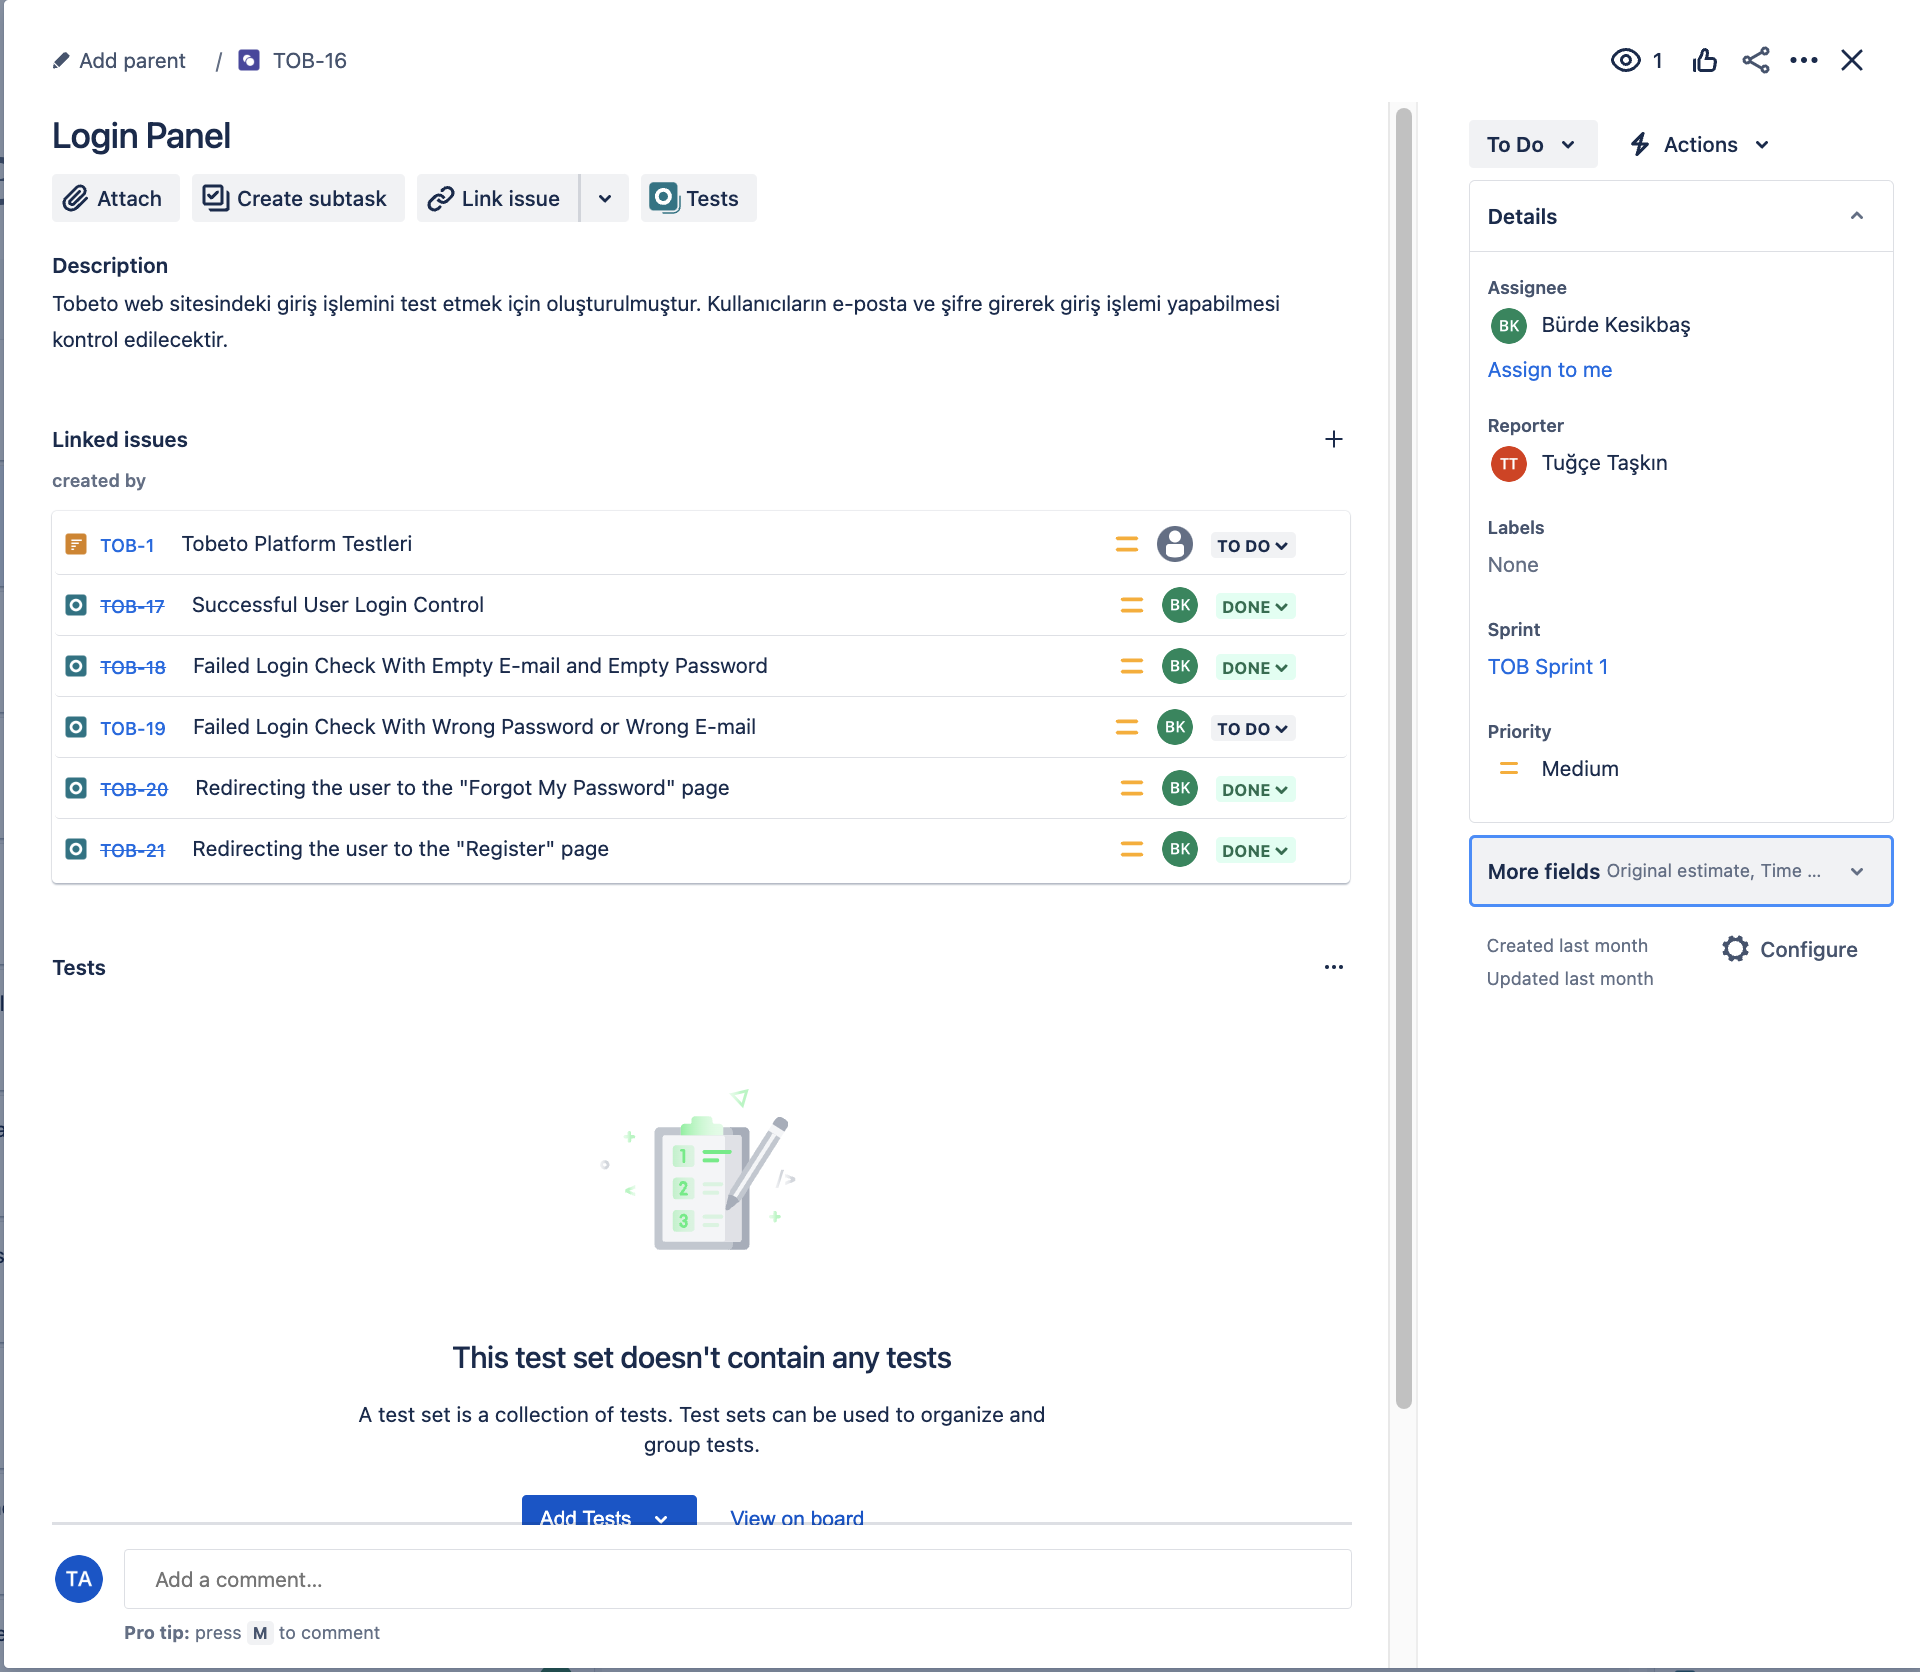 Add parent / TOB-16
1
Login Panel
Attach
Create subtask
Link issue
Tests
Description
Tobeto web sitesindeki giriş işlemini test etmek için oluşturulmuştur. Kullanıcıların e-posta ve şifre girerek giriş işlemi yapabilmesi
kontrol edilecektir.
Linked issues
created by
TOB-1 Tobeto Platform Testleri TO DO
TOB-17 Successful User Login Control BK DONE
TOB-18 Failed Login Check With Empty E-mail and Empty Password BK DONE
TOB-19 Failed Login Check With Wrong Password or Wrong E-mail BK TO DO
TOB-20 Redirecting the user to the "Forgot My Password" page BK DONE
TOB-21 Redirecting the user to the "Register" page BK DONE
Tests
1
2
3
This test set doesn't contain any tests
A test set is a collection of tests. Test sets can be used to organize and
group tests.
Add Tests
View on board
TA
Add a comment...
Pro tip: press M to comment
To Do
Actions
Details
Assignee
BK Bürde Kesikbaş
Assign to me
Reporter
TT Tuğçe Taşkın
Labels
None
Sprint
TOB Sprint 1
Priority
Medium
More fields Original estimate, Time ...
Created last month
Configure
Updated last month